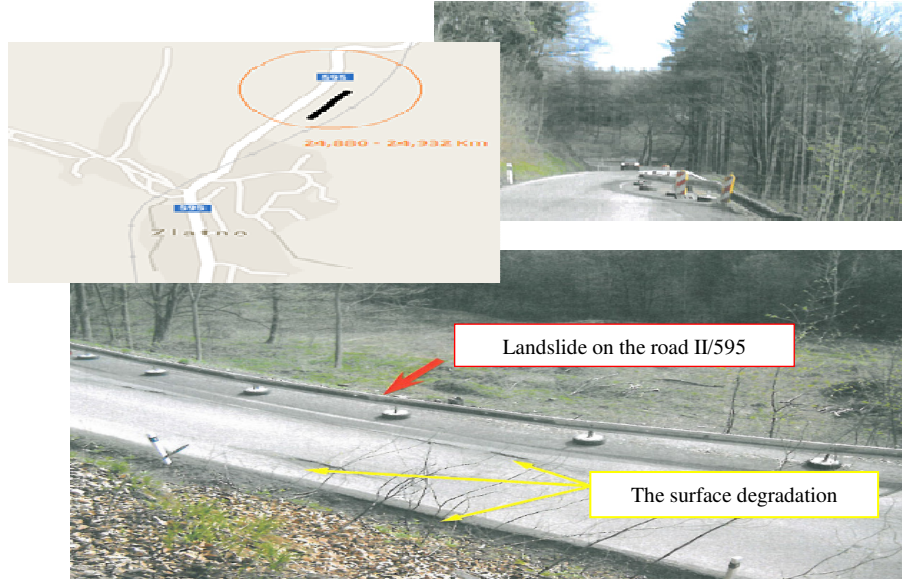 595
24,880 - 24,932 Km
595
Zlatno
Landslide on the road II/595
The surface degradation